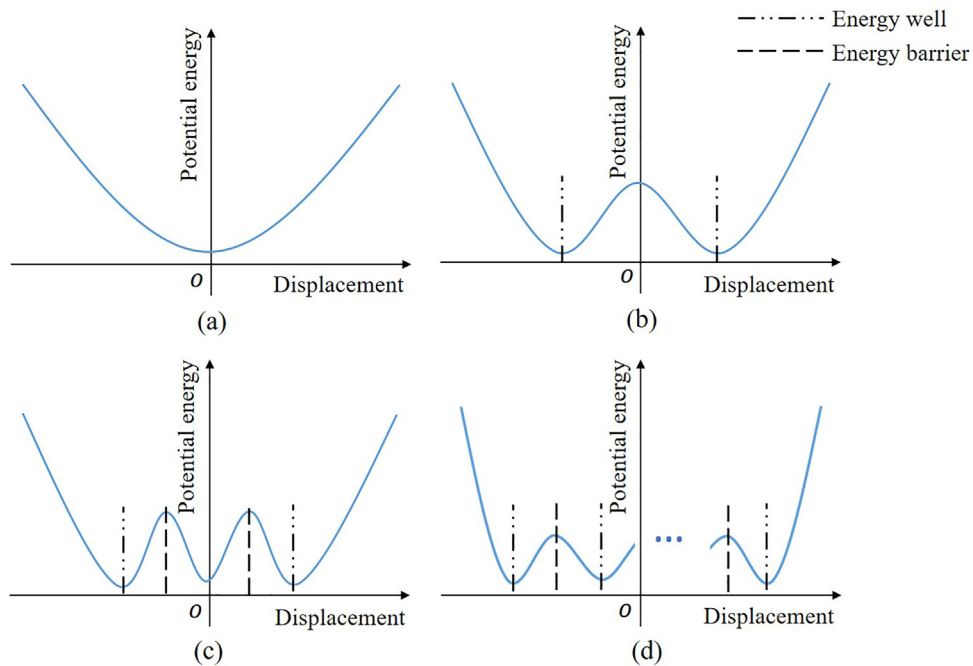 Energy well
Energy barrier
Potential energy
O
Displacement
(a)
Potential energy
O
Displacement
(b)
Potential energy
O
Displacement
(c)
Potential energy
...
O
Displacement
(d)